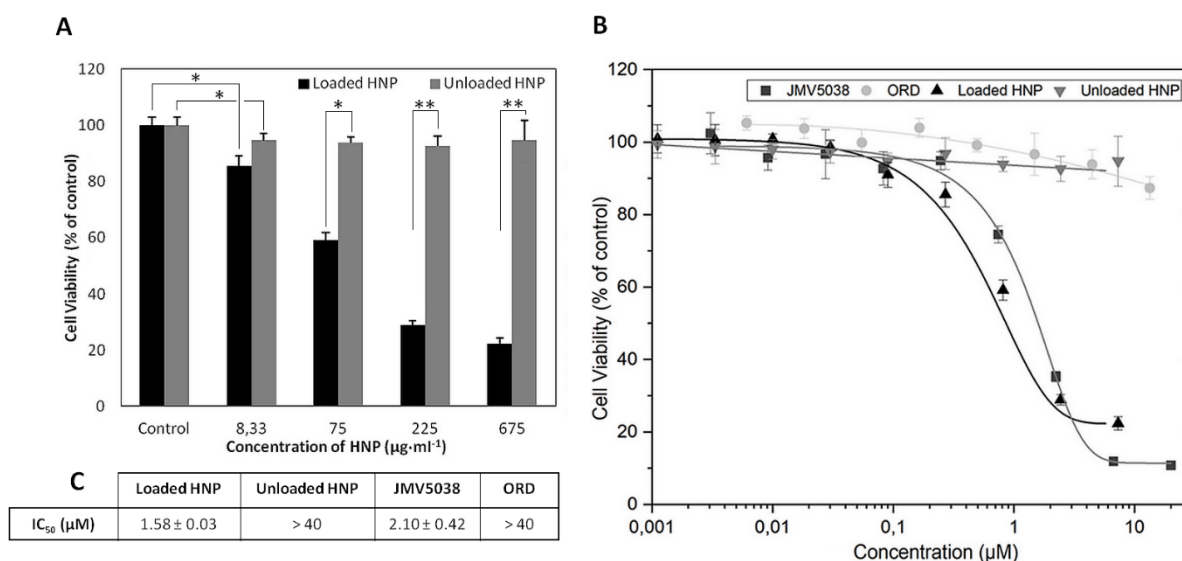 A
120
100
80
60
40
20
0
Cell Viability (% of control)
Loaded HNP Unloaded HNP
* * * ** **
Control 8,33 75 225 675
Concentration of HNP (µg·ml⁻¹)
B
120
100
80
60
40
20
0
Cell Viability (% of control)
JMV5038 ORD Loaded HNP Unloaded HNP
0,001 0,01 0,1 1 10
Concentration (µM)
C
Loaded HNP Unloaded HNP JMV5038 ORD
IC₅₀ (µM) 1.58 ± 0.03 > 40 2.10 ± 0.42 > 40